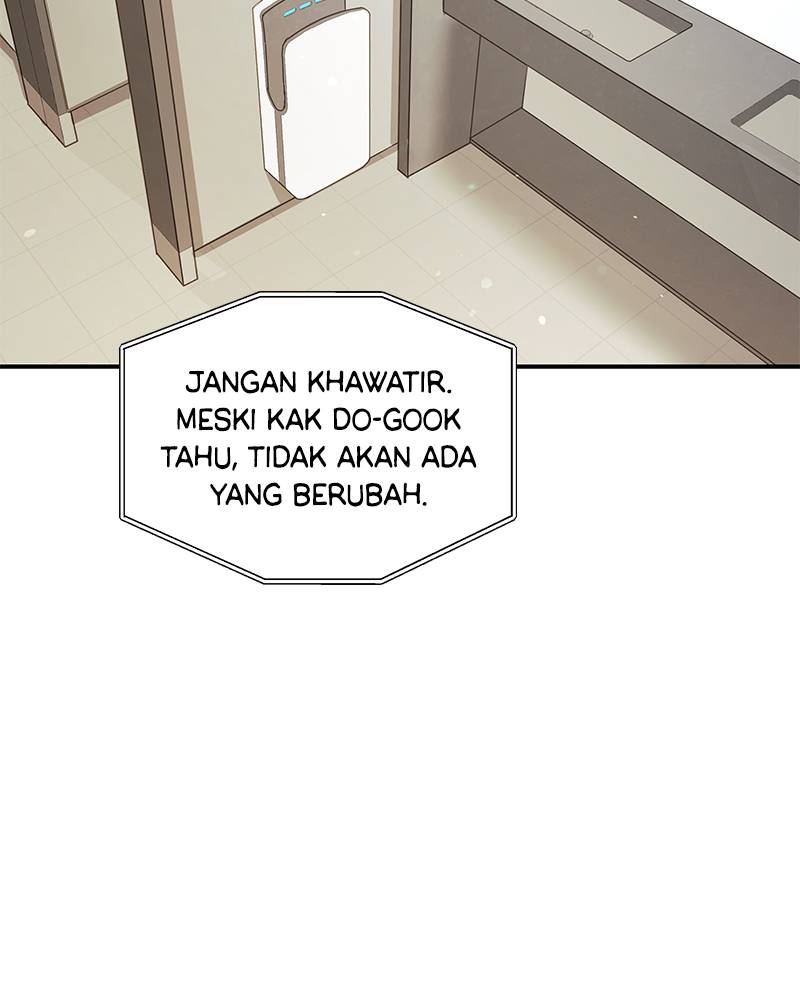 JANGAN KHAWATIR.
MESKI KAK DO-GOOK
TAHU, TIDAK AKAN ADA
YANG BERUBAH.